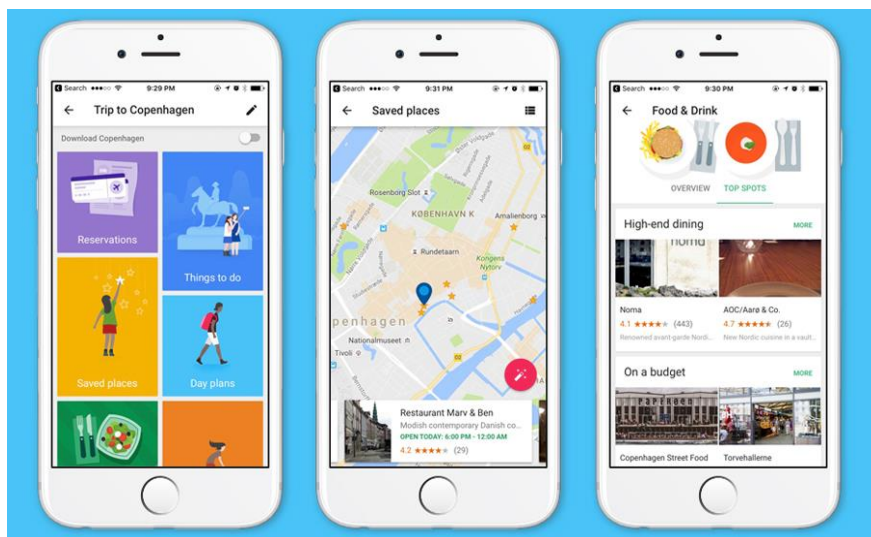 Search
9:29 PM
Trip to Copenhagen
Download Copenhagen
Reservations
Things to do
Saved places
Day plans
Search
9:31 PM
Saved places
Rosenborg Slot
KØBENHAVN K
Amalienborg
Rundetaarn
Kongens
Nytorv
penhagen
Nationalmuseet
Tivoli
02
Restaurant Marv & Ben
Modish contemporary Danish co...
OPEN TODAY: 6:00 PM - 12:00 AM
4.2 ★★★★★ (29)
Search
9:30 PM
Food & Drink
OVERVIEW TOP SPOTS
High-end dining MORE
noma
Noma
4.1 ★★★★★ (443)
Renowned avant-garde Nordi...
AOC/Aarø & Co.
4.7 ★★★★★ (26)
New Nordic cuisine in a vault...
On a budget MORE
Copenhagen Street Food
Torvehallerne